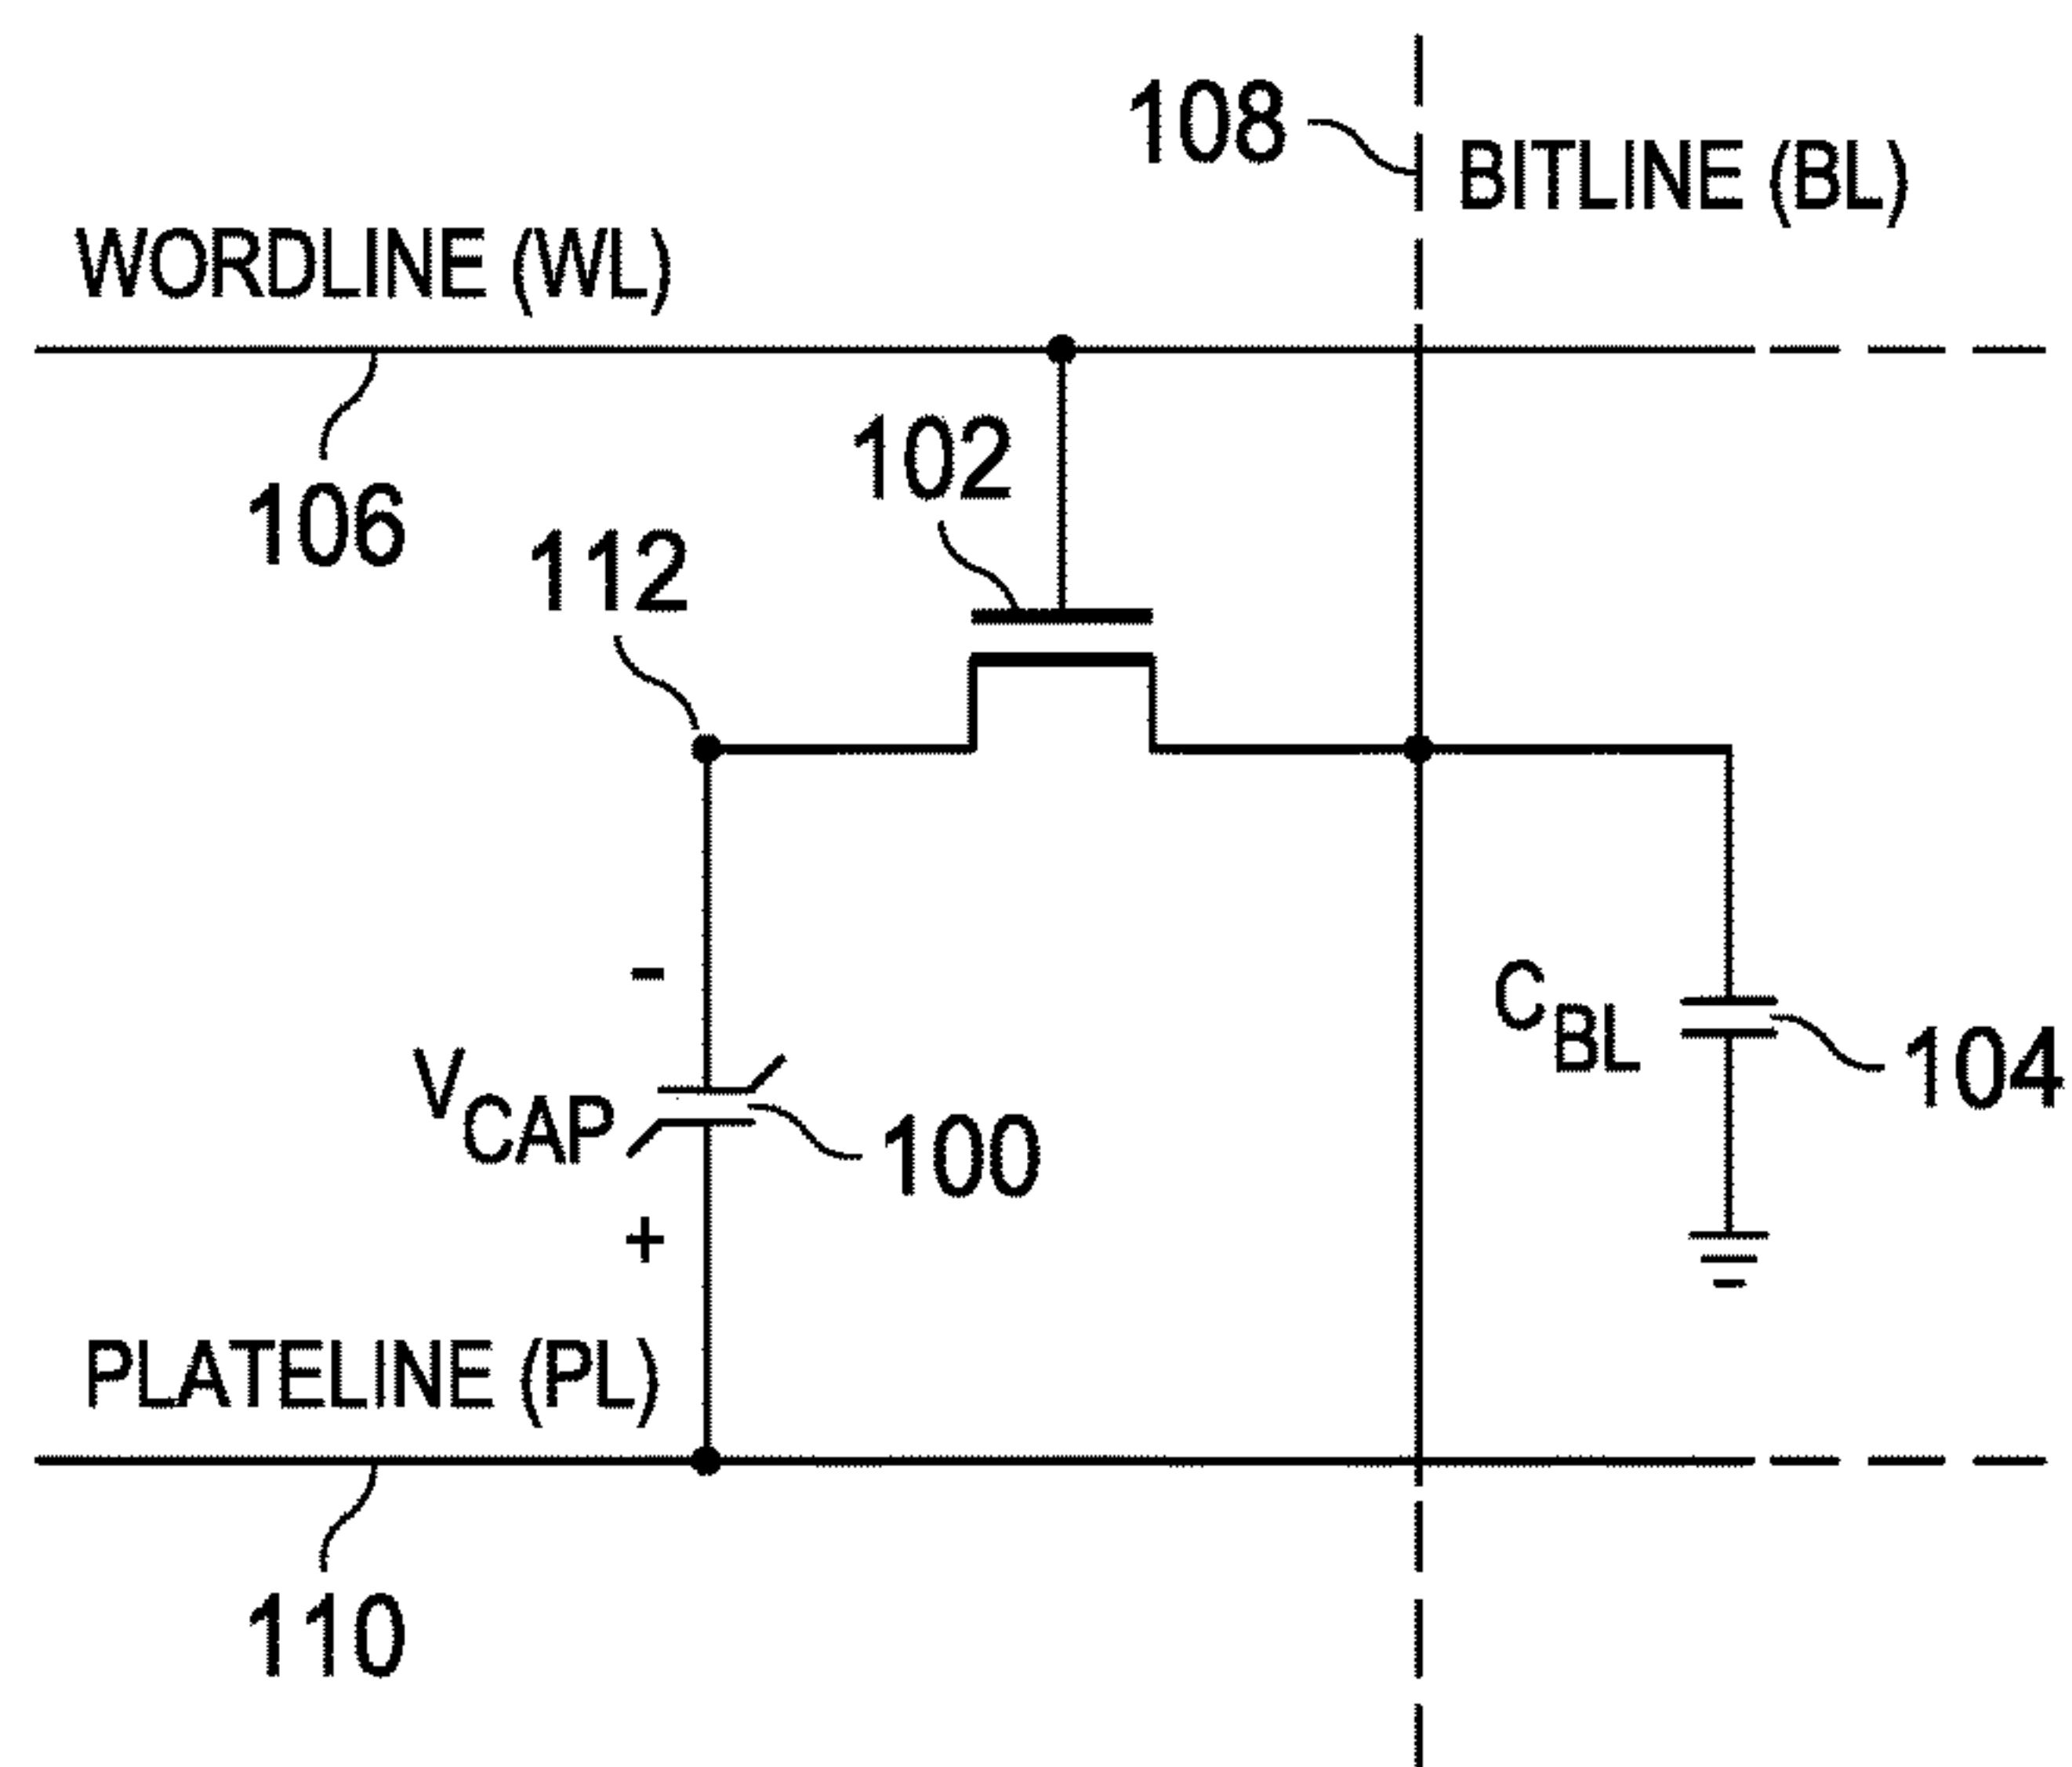 108
BITLINE (BL)
WORDLINE (WL)
102
106
112
-
C BL
104
V CAP
100
+
PLATELINE (PL)
110